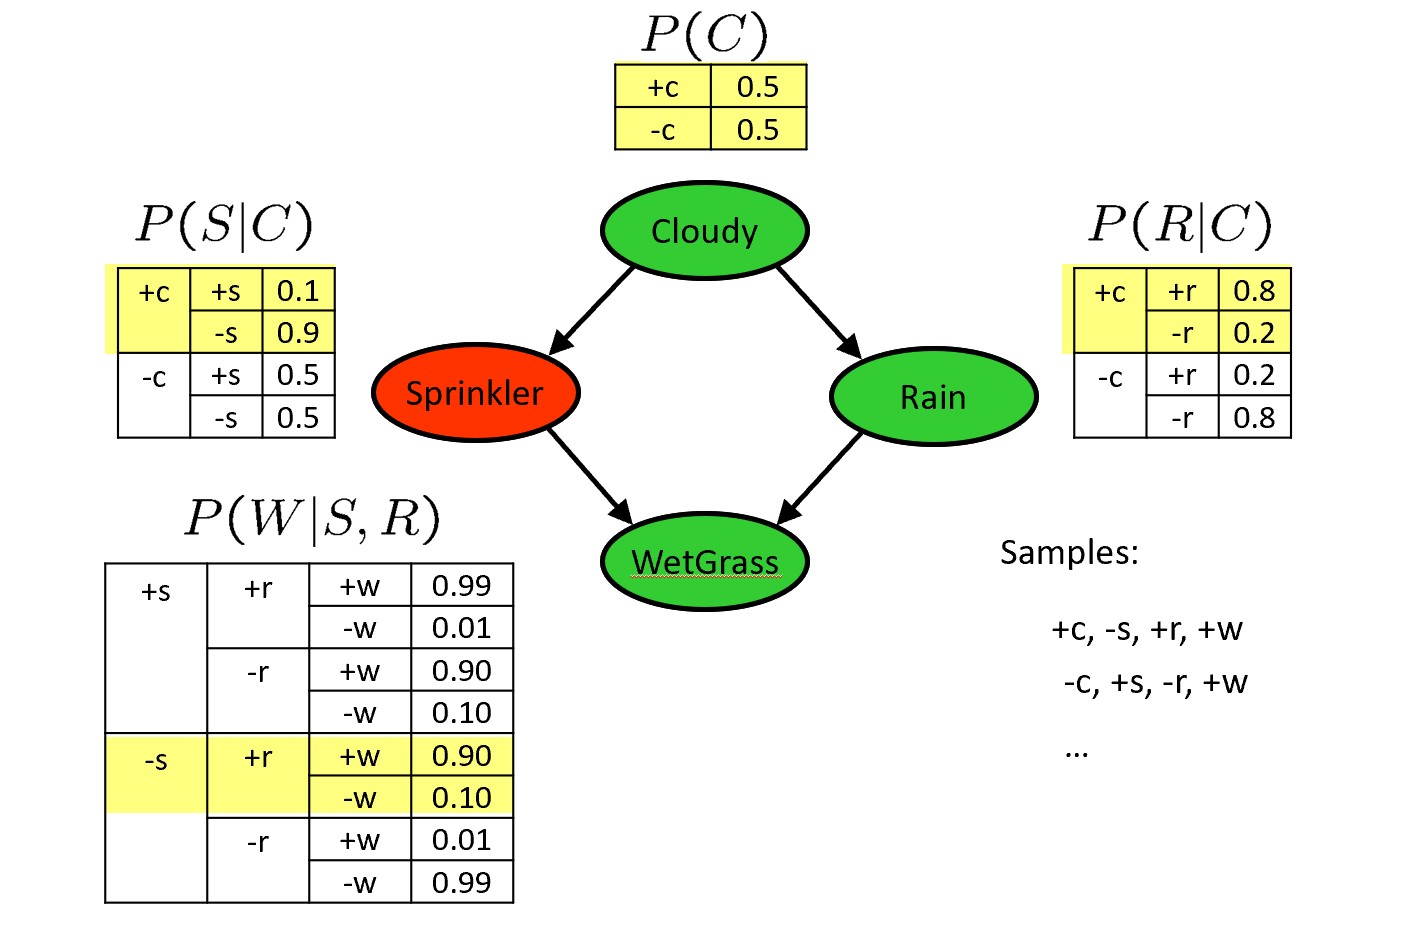 P(C)
+c 0.5
-c 0.5
Cloudy
P(S|C)
+c +s 0.1
-s 0.9
-c +s 0.5
-s 0.5
P(R|C)
+c +r 0.8
-r 0.2
-c +r 0.2
-r 0.8
Sprinkler
Rain
WetGrass
P(W|S, R)
+s +r +w 0.99
-w 0.01
-r +w 0.90
-w 0.10
-s +r +w 0.90
-w 0.10
-r +w 0.01
-w 0.99
Samples:
+c, -s, +r, +w
-c, +s, -r, +w
...